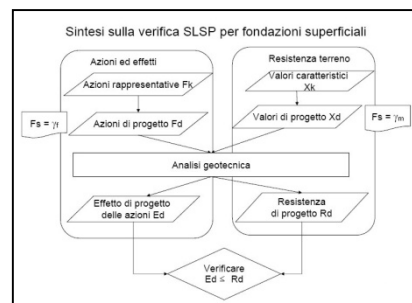 Sintesi sulla verifica SLSP per fondazioni superficiali
Azioni ed effetti
Resistenza terreno
Azioni rappresentative Fk
Valori caratteristici
Xk
Fs = γf
Azioni di progetto Fd
Valori di progetto Xd
Fs = γm
Analisi geotecnica
Effetto di progetto
delle azioni Ed
Resistenza
di progetto Rd
Verificare
Ed ≤ Rd